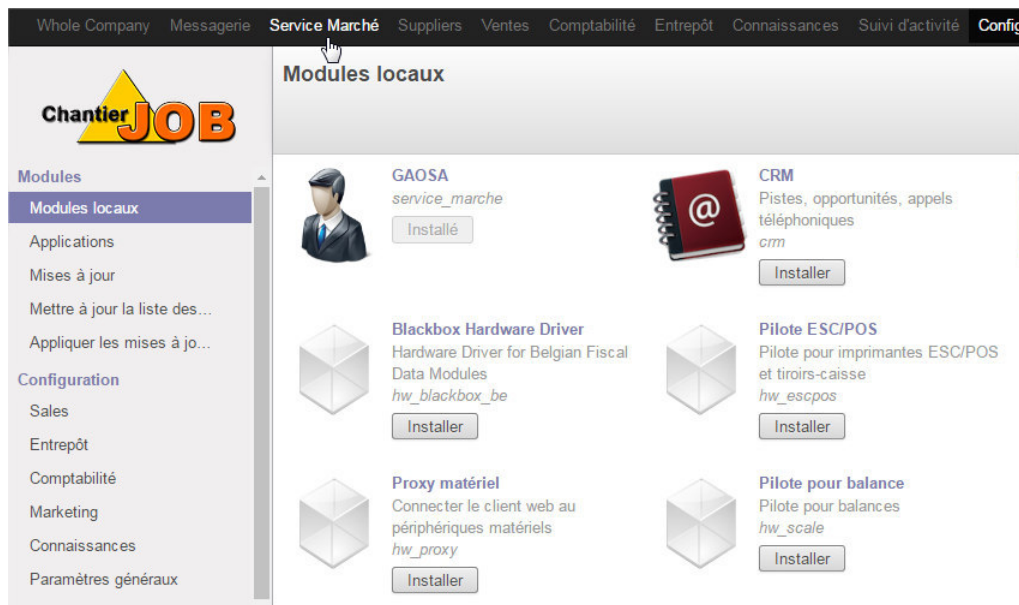 Whole Company Messagerie Service Marché Suppliers Ventes Comptabilité Entrepôt Connaissances Suivi d'activité Config
Chantier JOB
Modules
Modules locaux
Applications
Mises à jour
Mettre à jour la liste des...
Appliquer les mises à jo...
Configuration
Sales
Entrepôt
Comptabilité
Marketing
Connaissances
Paramètres généraux
Modules locaux
GAOSA
service_marche
Installé
CRM
Pistes, opportunités, appels
téléphoniques
crm
Installer
Blackbox Hardware Driver
Hardware Driver for Belgian Fiscal
Data Modules
hw_blackbox_be
Installer
Pilote ESC/POS
Pilote pour imprimantes ESC/POS
et tiroirs-caisse
hw_escpos
Installer
Proxy matériel
Connecter le client web au
périphériques matériels
hw_proxy
Installer
Pilote pour balance
Pilote pour balances
hw_scale
Installer